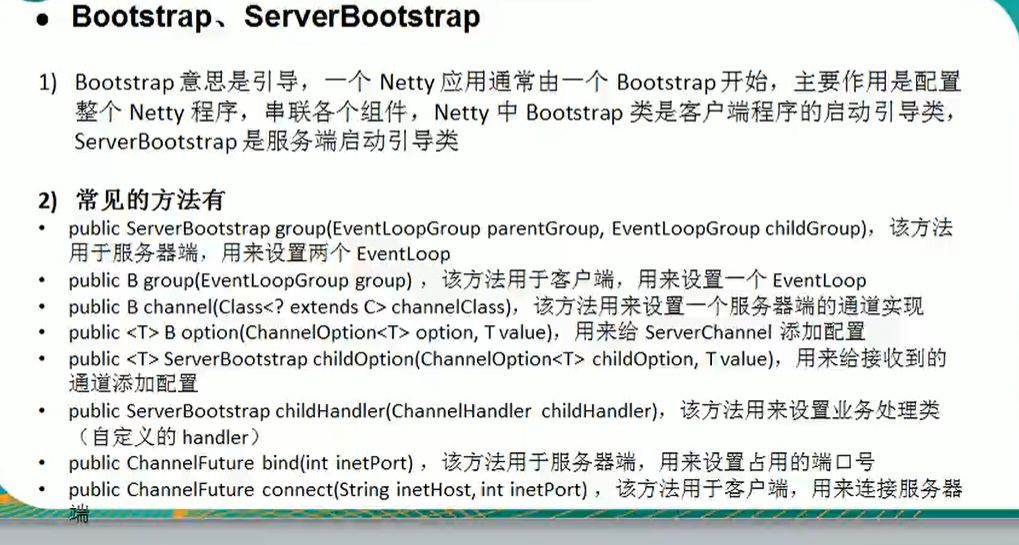 • Bootstrap、ServerBootstrap
1) Bootstrap 意思是引导，一个 Netty 应用通常由一个 Bootstrap 开始，主要作用是配置
整个 Netty 程序，串联各个组件，Netty 中 Bootstrap 类是客户端程序的启动引导类，
ServerBootstrap 是服务端启动引导类
2) 常见的方法有
• public ServerBootstrap group(EventLoopGroup parentGroup, EventLoopGroup childGroup)，该方法
用于服务器端，用来设置两个 EventLoop
• public B group(EventLoopGroup group) ，该方法用于客户端，用来设置一个 EventLoop
• public B channel(Class<? extends C> channelClass)，该方法用来设置一个服务器端的通道实现
• public <T> B option(ChannelOption<T> option, T value)，用来给 ServerChannel 添加配置
• public <T> ServerBootstrap childOption(ChannelOption<T> childOption, T value)，用来给接收到的
通道添加配置
• public ServerBootstrap childHandler(ChannelHandler childHandler)，该方法用来设置业务处理类
（自定义的 handler）
• public ChannelFuture bind(int inetPort) ，该方法用于服务器端，用来设置占用的端口号
• public ChannelFuture connect(String inetHost, int inetPort) ，该方法用于客户端，用来连接服务器
端